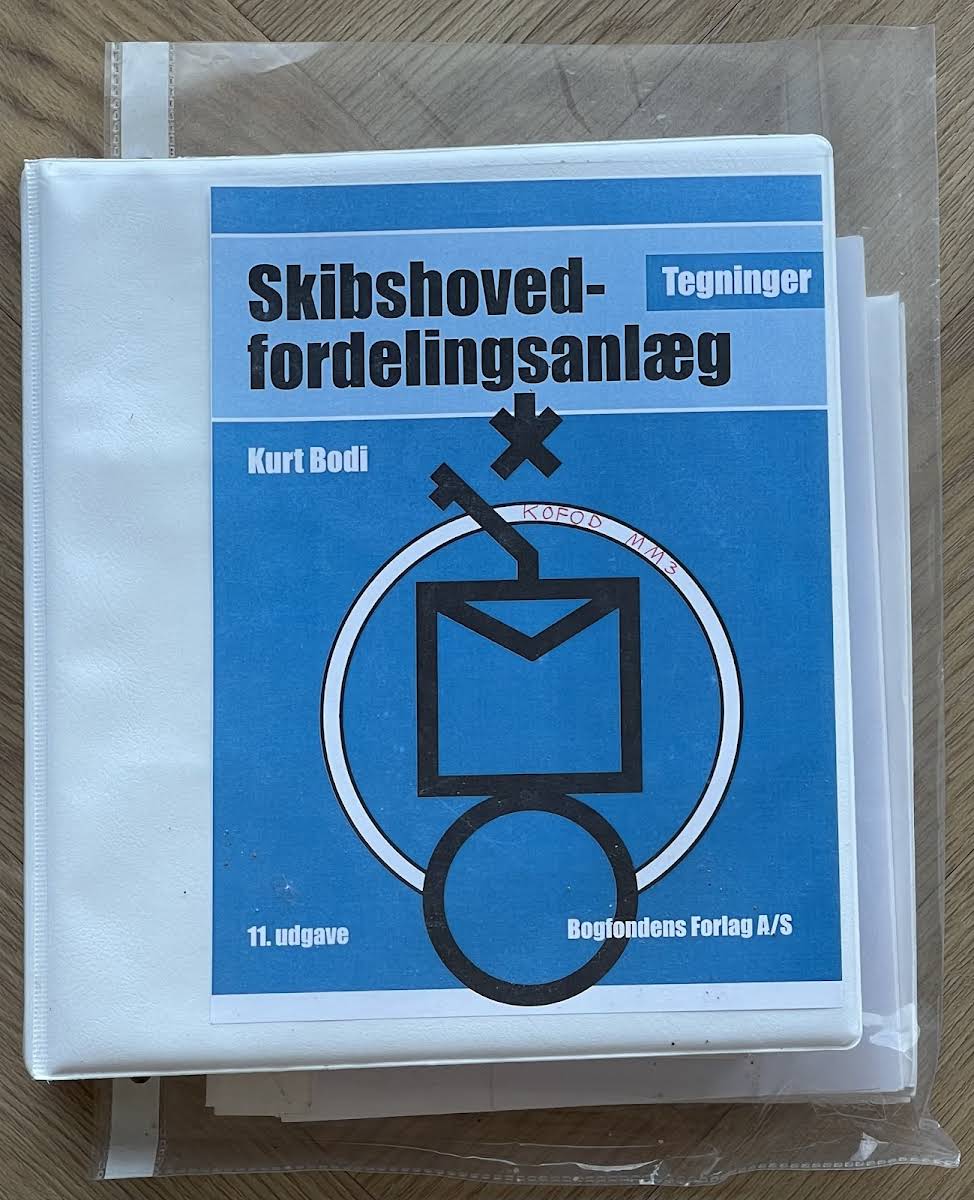 Skibshoved-
fordelingsanlæg
Tegninger
Kurt Bodi
KOFOD MM3
11. udgave
Bogfondens Forlag A/S